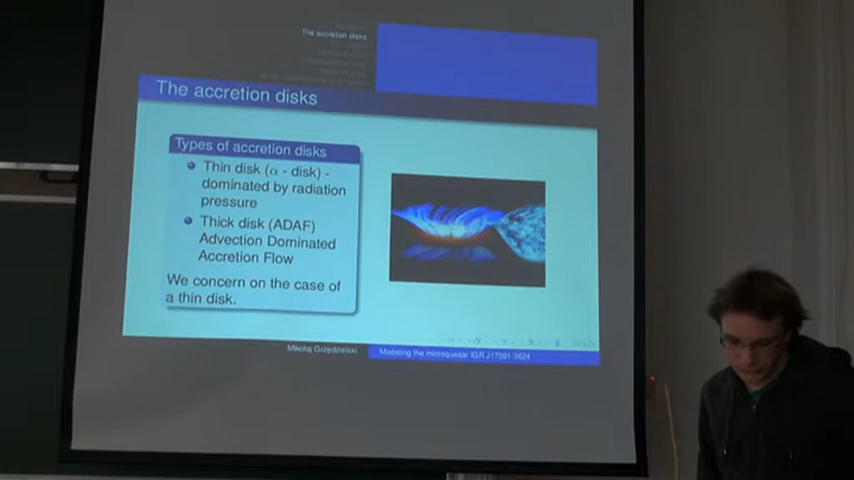 The accretion disks
The accretion disks
Types of accretion disks
Thin disk (α - disk) -
dominated by radiation
pressure
Thick disk (ADAF)
Advection Dominated
Accretion Flow
We concern on the case of
a thin disk.
Mikołaj Grzędzielski
Modeling the microquasar IGR J17091-3624